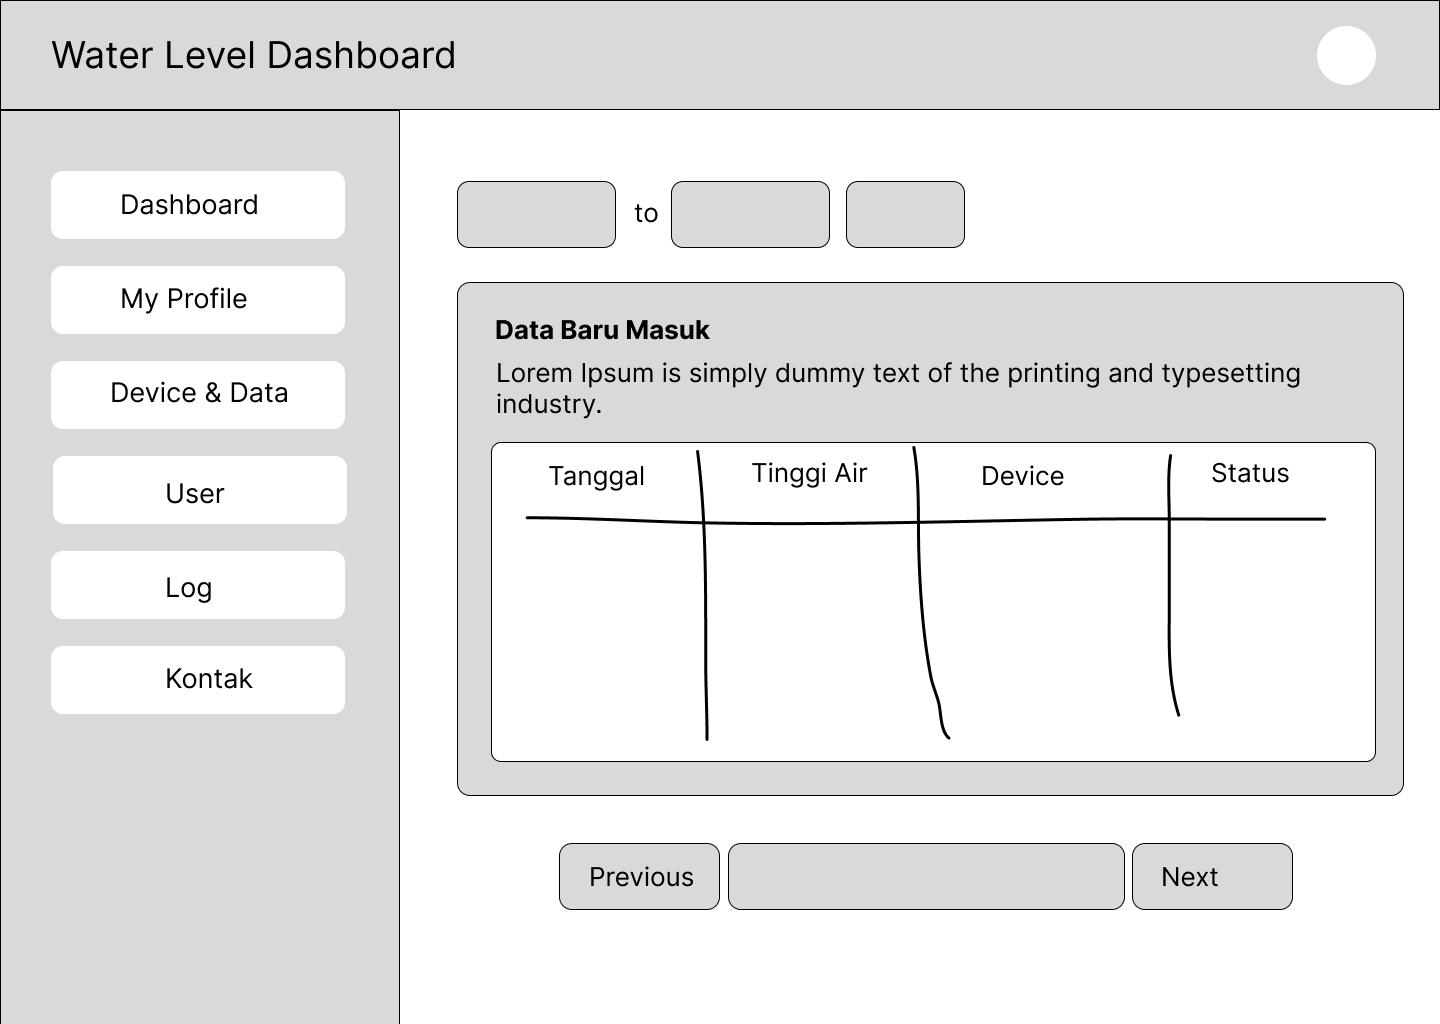 Water Level Dashboard
Dashboard
My Profile
Device & Data
User
Log
Kontak
to
Data Baru Masuk
Lorem Ipsum is simply dummy text of the printing and typesetting
industry.
Tanggal Tinggi Air Device Status
Previous Next